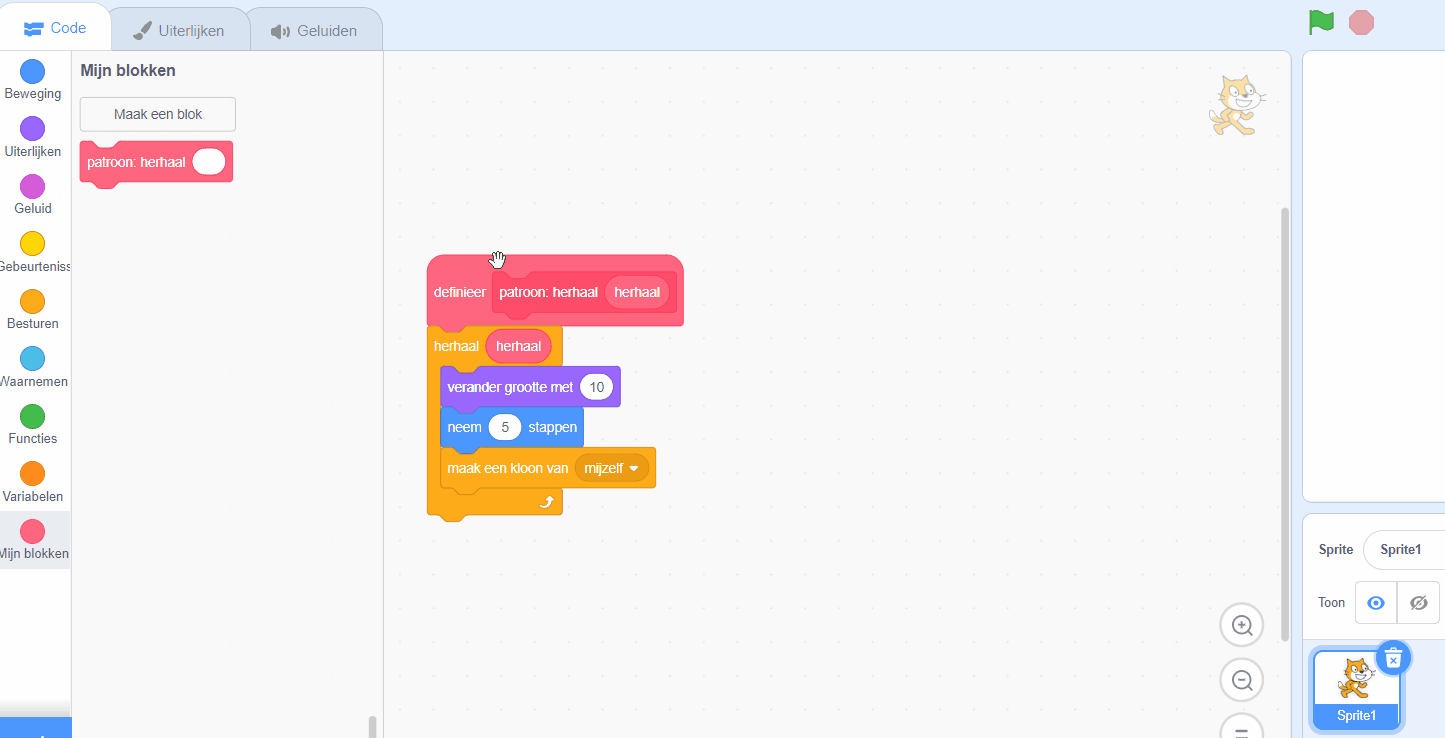 Code
Uiterlijken
Geluiden
Beweging
Uiterlijken
Geluid
Gebeurteniss
Besturen
Waarnemen
Functies
Variabelen
Mijn blokken
Mijn blokken
Maak een blok
patroon: herhaal
definieer patroon: herhaal herhaal
herhaal herhaal
verander grootte met 10
neem 5 stappen
maak een kloon van mijzelf
Sprite Sprite1
Toon
Sprite1